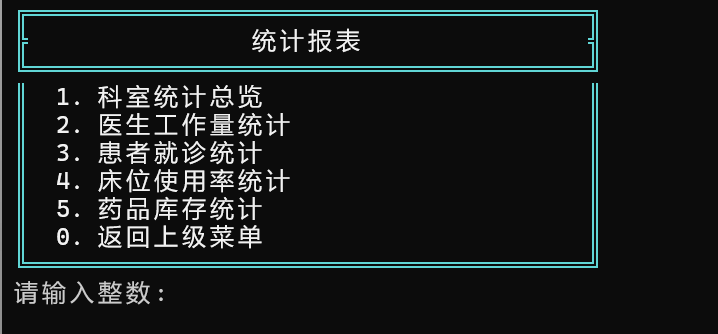 统计报表
1. 科室统计总览
2. 医生工作量统计
3. 患者就诊统计
4. 床位使用率统计
5. 药品库存统计
0. 返回上级菜单
请输入整数: